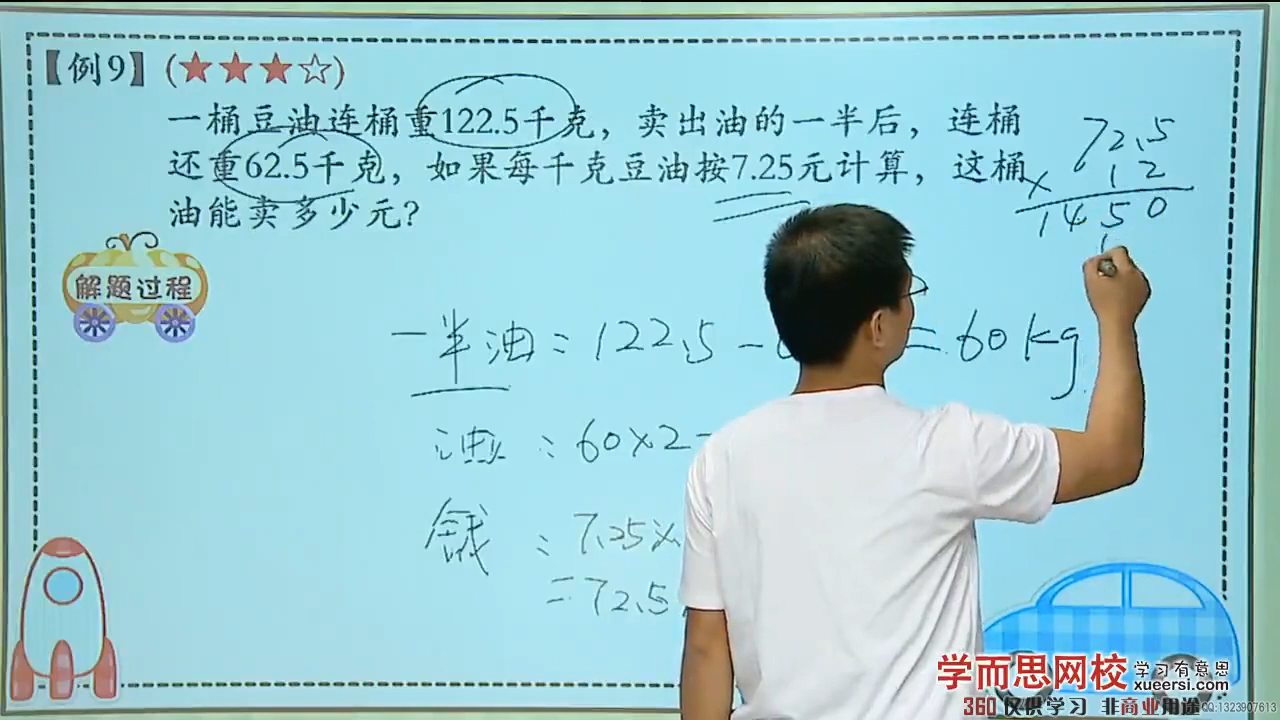 【例9】(★★★☆)
一桶豆油连桶重122.5千克，卖出油的一半后，连桶
还重62.5千克，如果每千克豆油按7.25元计算，这桶
油能卖多少元？
解题过程
72.5
× 12
1450
一半油 = 122.5 - = 60kg
油 : 60×2
钱 : 7.25×
= 72.5
学而思网校 学习有意思
xueersi.com
360 仅供学习 非商业用途 QQ:1323907613